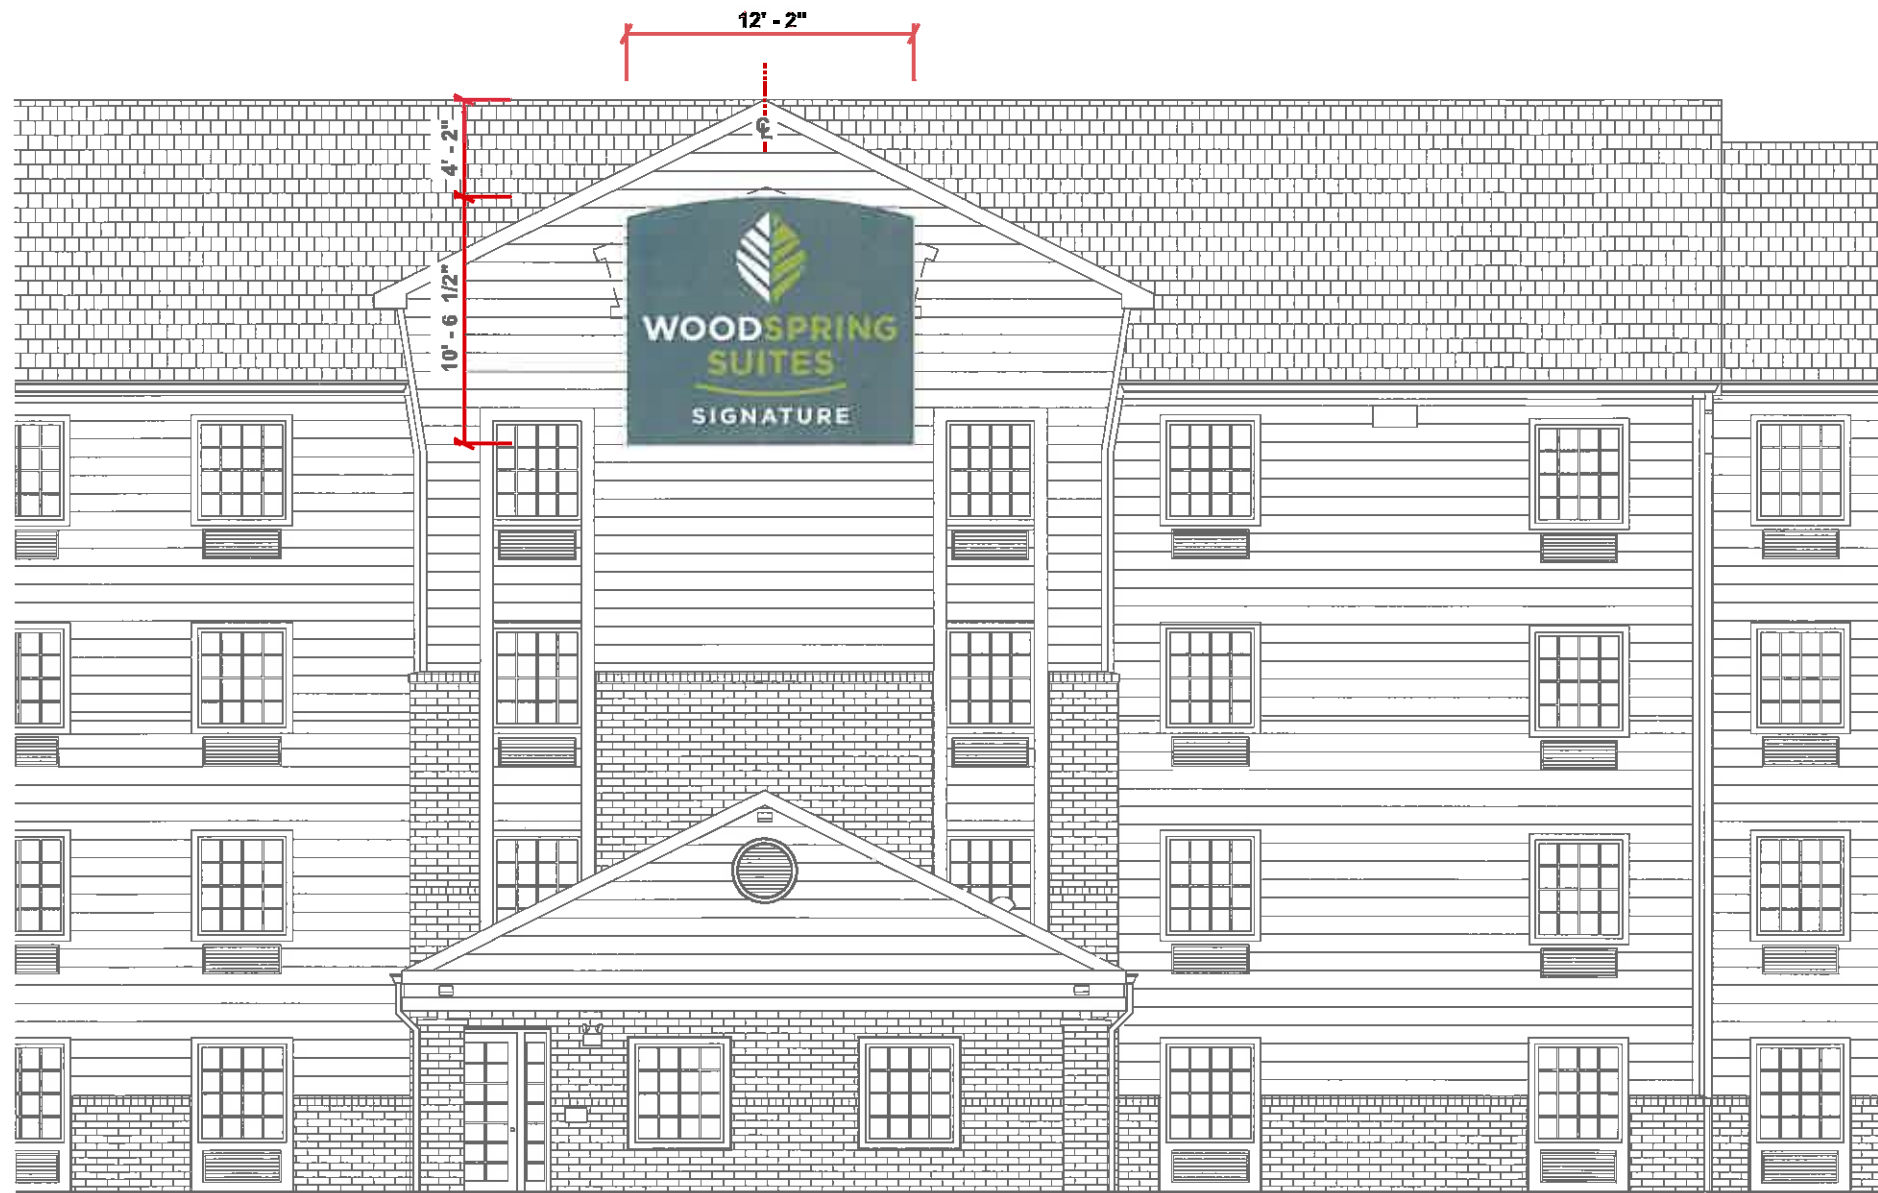 12' - 2"
℄
4' - 2"
10' - 6 1/2"
WOODSPRING
SUITES
SIGNATURE